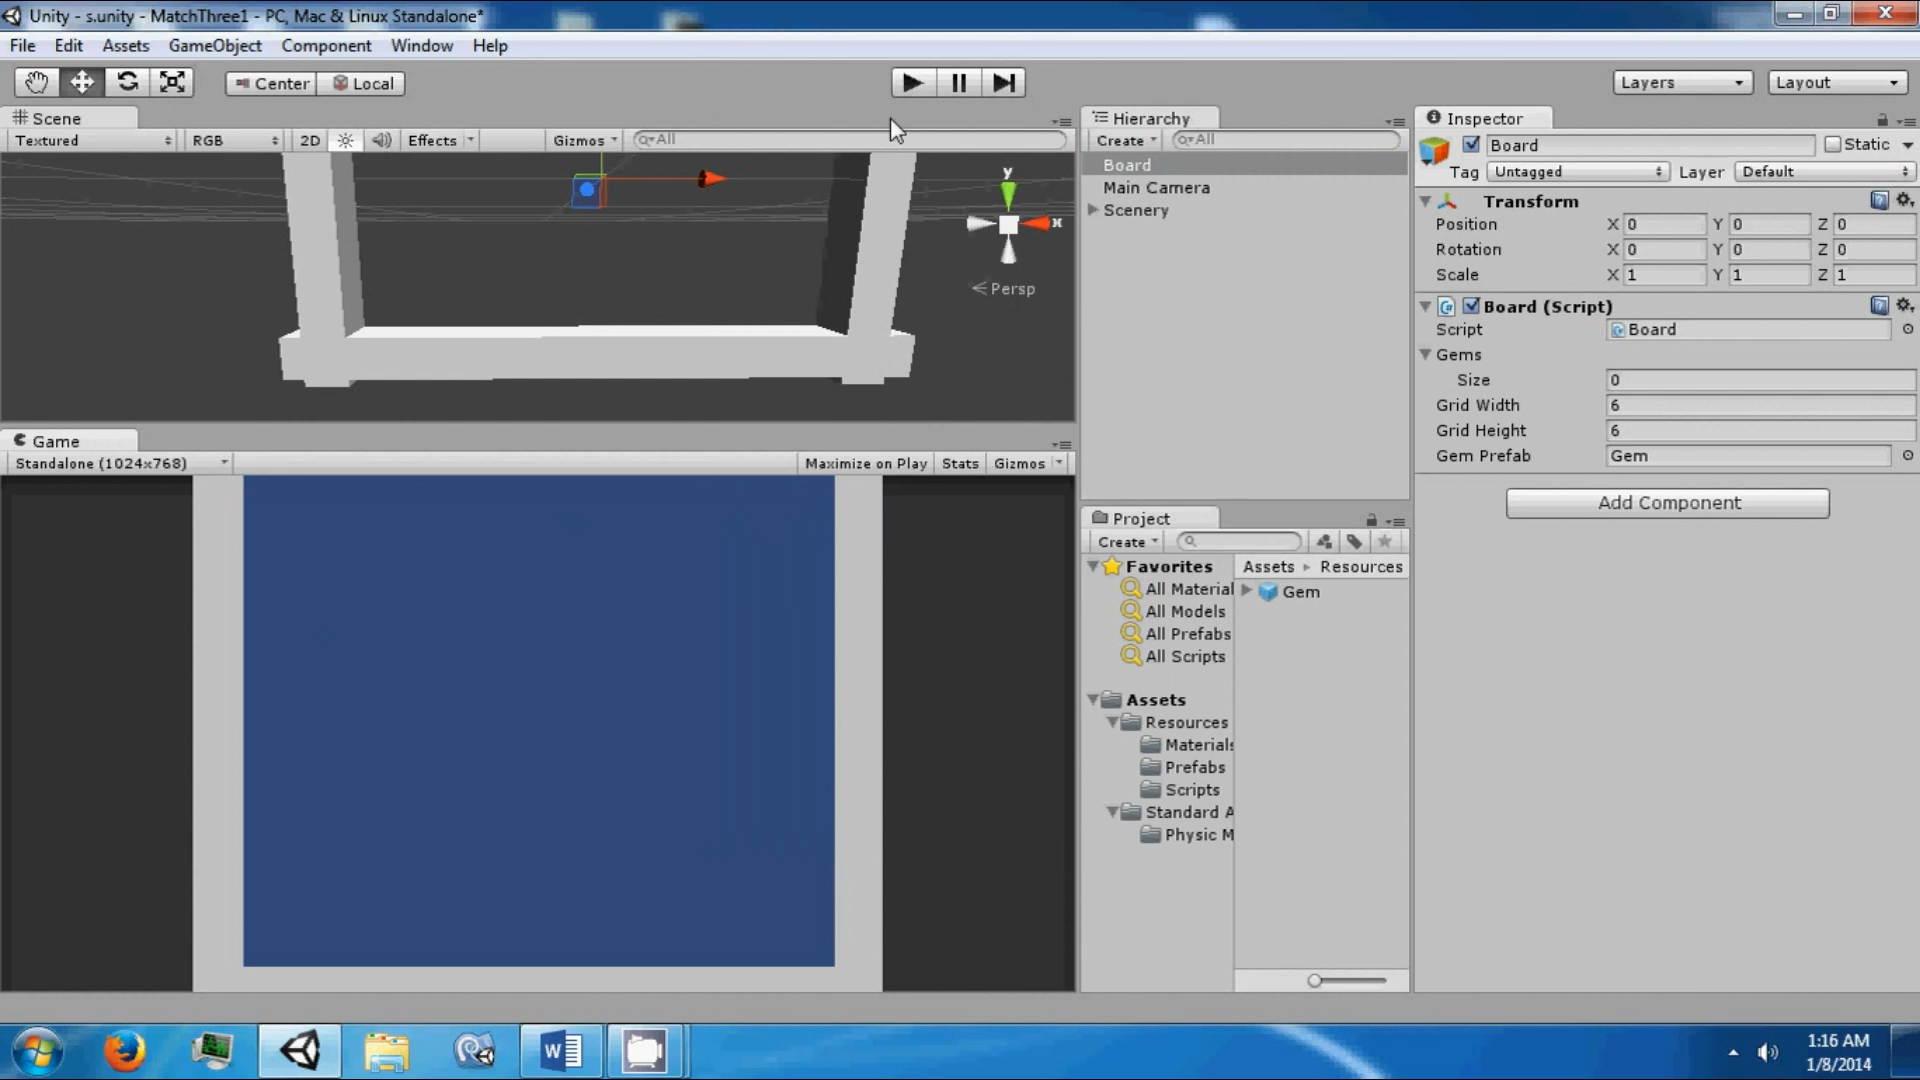 Unity - s.unity - MatchThree1 - PC, Mac & Linux Standalone*
File Edit Assets GameObject Component Window Help
Center Local Layers Layout
Scene
Textured RGB 2D Effects Gizmos All
y
x
Persp
Game
Standalone (1024x768) Maximize on Play Stats Gizmos
Hierarchy
Create All
Board
Main Camera
Scenery
Project
Create
Favorites
All Material
All Models
All Prefabs
All Scripts
Assets
Resources
Materials
Prefabs
Scripts
Standard A
Physic M
Assets Resources
Gem
Inspector
Board Static
Tag Untagged Layer Default
Transform
Position X 0 Y 0 Z 0
Rotation X 0 Y 0 Z 0
Scale X 1 Y 1 Z 1
Board (Script)
Script Board
Gems
Size 0
Grid Width 6
Grid Height 6
Gem Prefab Gem
Add Component
1:16 AM
1/8/2014